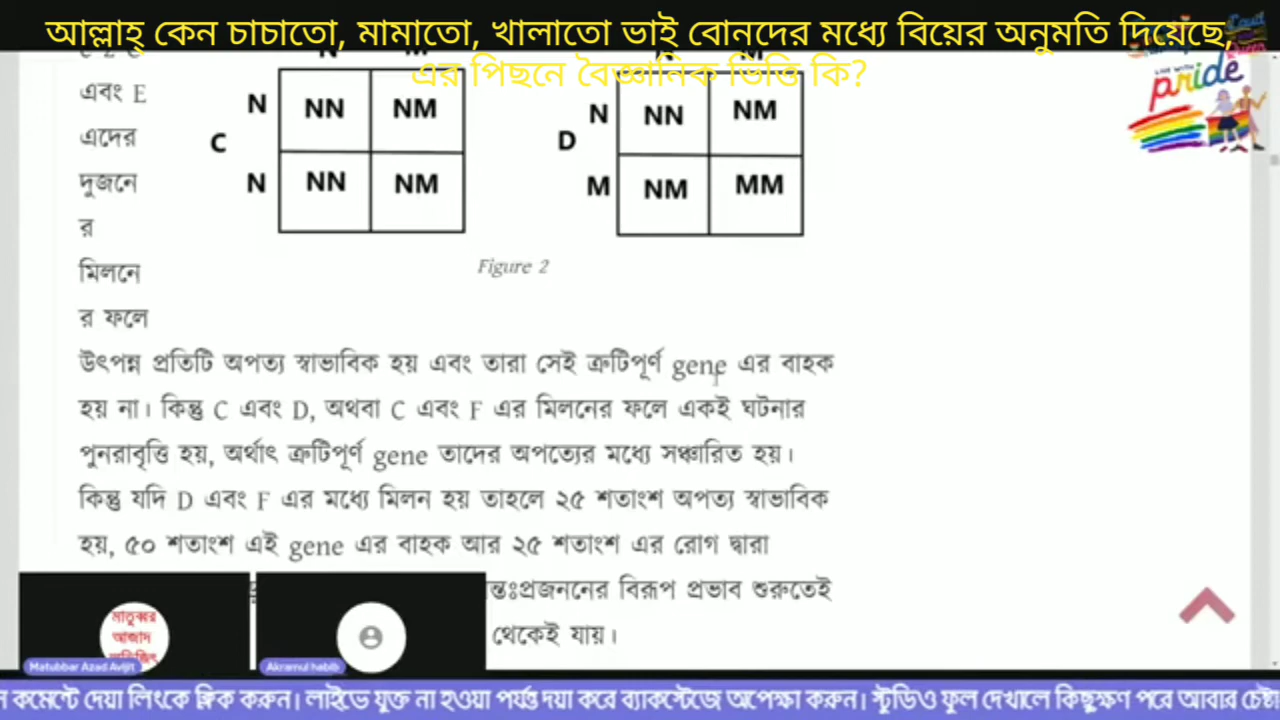 আল্লাহ্ কেন চাচাতো, মামাতো, খালাতো ভাই বোনদের মধ্যে বিয়ের অনুমতি দিয়েছে,
এর পিছনে বৈজ্ঞানিক ভিত্তি কি?
pride
এবং E
এদের
দুজনে
র
মিলনে
র ফলে
N NN NM
C
N NN NM
N NN NM
D
M NM MM
Figure 2
উৎপন্ন প্রতিটি অপত্য স্বাভাবিক হয় এবং তারা সেই ত্রুটিপূর্ণ gene এর বাহক
হয় না। কিন্তু C এবং D, অথবা C এবং F এর মিলনের ফলে একই ঘটনার
পুনরাবৃত্তি হয়, অর্থাৎ ত্রুটিপূর্ণ gene তাদের অপত্যের মধ্যে সঞ্চারিত হয়।
কিন্তু যদি D এবং F এর মধ্যে মিলন হয় তাহলে ২৫ শতাংশ অপত্য স্বাভাবিক
হয়, ৫০ শতাংশ এই gene এর বাহক আর ২৫ শতাংশ এর রোগ দ্বারা
ন্তঃপ্রজননের বিরূপ প্রভাব শুরুতেই
থেকেই যায়।
মাতুব্বর
আজাদ
Matubbar Azad Avijit
Akramul habib
কমেন্টে দেয়া লিংকে ক্লিক করুন। লাইভে যুক্ত না হওয়া পর্যন্ত দয়া করে ব্যাকস্টেজে অপেক্ষা করুন। স্টুডিও ফুল দেখালে কিছুক্ষণ পরে আবার চেষ্টা